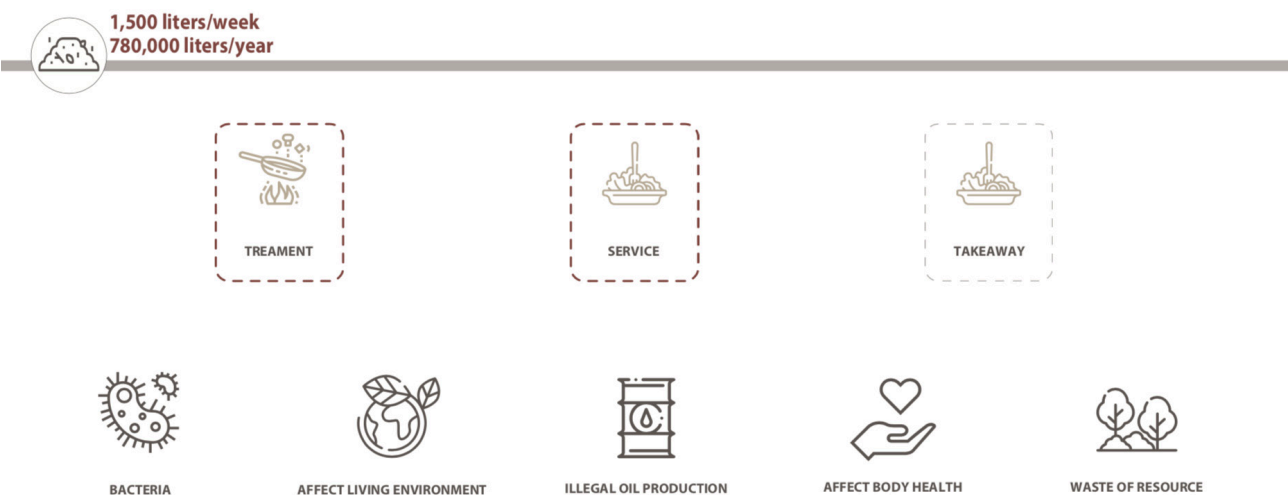 1,500 liters/week
780,000 liters/year
TREAMENT
SERVICE
TAKEAWAY
BACTERIA
AFFECT LIVING ENVIRONMENT
ILLEGAL OIL PRODUCTION
AFFECT BODY HEALTH
WASTE OF RESOURCE